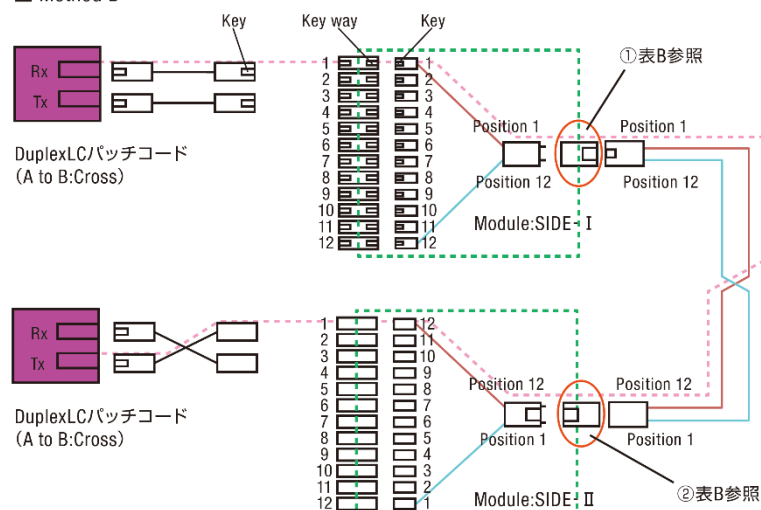 Key
Key way
Key
①表B参照
Rx
Tx
1
2
3
4
5
6
7
8
9
10
11
12
1
2
3
4
5
6
7
8
9
10
11
12
Position 1
Position 1
Position 12
Position 12
DuplexLCパッチコード
(A to B:Cross)
Module:SIDE-Ⅰ
Rx
Tx
1
2
3
4
5
6
7
8
9
10
11
12
12
11
10
9
8
7
6
5
4
3
2
1
Position 12
Position 12
Position 1
Position 1
DuplexLCパッチコード
(A to B:Cross)
Module:SIDE-Ⅱ
②表B参照